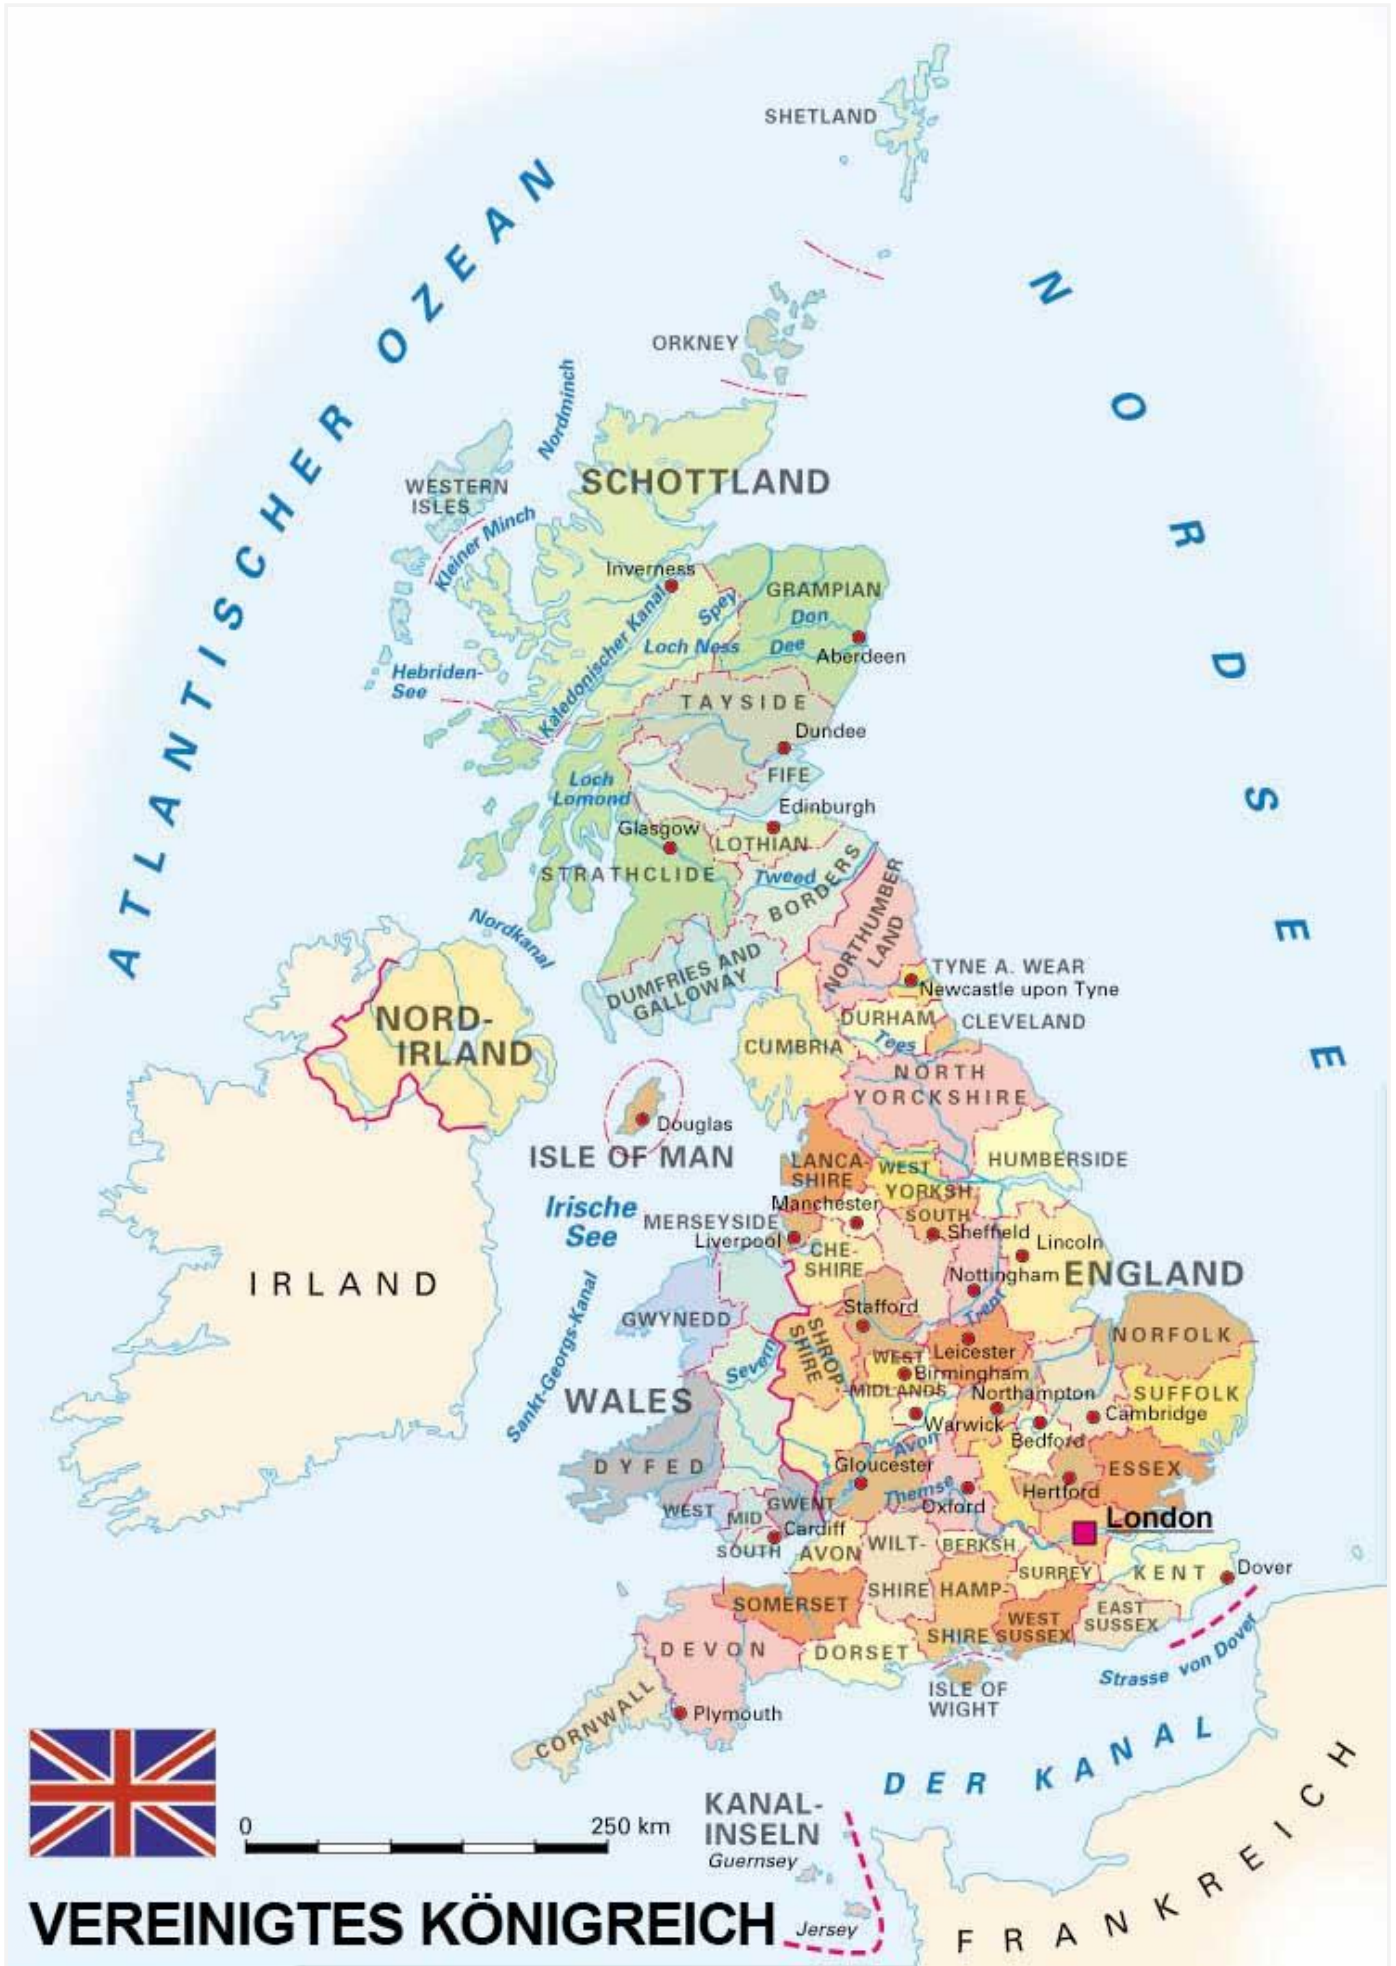 SHETLAND
ATLANTISCHER OZEAN
NORDSEE
ORKNEY
Nordminch
SCHOTTLAND
WESTERN
ISLES
Kleiner Minch
Inverness
GRAMPIAN
Spey
Don
Loch Ness
Dee
Aberdeen
Kaledonischer Kanal
Hebriden-
See
TAYSIDE
Dundee
FIFE
Loch
Lomond
Edinburgh
Glasgow
LOTHIAN
STRATHCLIDE
Tweed
BORDERS
NORTHUMBER
LAND
Nordkanal
DUMFRIES AND
GALLOWAY
TYNE A. WEAR
Newcastle upon Tyne
NORD-
IRLAND
DURHAM
CLEVELAND
CUMBRIA
Tees
NORTH
YORCKSHIRE
Douglas
ISLE OF MAN
LANCA-
SHIRE
WEST
YORKSH.
HUMBERSIDE
Irische
See
Manchester
MERSEYSIDE
Liverpool
SOUTH
Sheffield
Lincoln
CHE-
SHIRE
IRLAND
Nottingham
ENGLAND
Sankt-Georgs-Kanal
GWYNEDD
Stafford
Trent
SHROP-
SHIRE
NORFOLK
Severn
WEST
MIDLANDS
Leicester
Birmingham
WALES
Northampton
SUFFOLK
Warwick
Cambridge
Bedford
Avon
DYFED
Gloucester
ESSEX
Themse
Hertford
Oxford
WEST
MID
GWENT
Cardiff
SOUTH
London
AVON
WILT-
SHIRE
BERKSH.
SURREY
KENT
Dover
SOMERSET
HAMP-
SHIRE
WEST
SUSSEX
EAST
SUSSEX
DEVON
DORSET
Strasse von Dover
ISLE OF
WIGHT
CORNWALL
Plymouth
DER KANAL
KANAL-
INSELN
Guernsey
Jersey
FRANKREICH
0
250 km
VEREINIGTES KÖNIGREICH